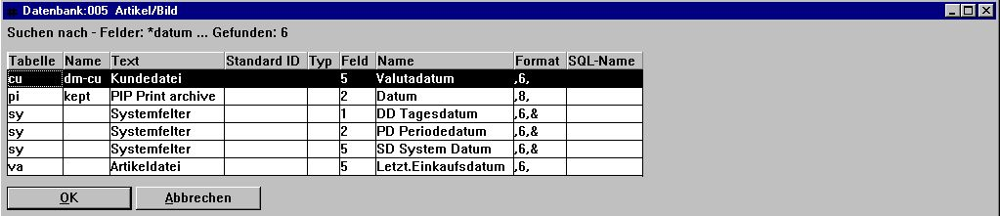 Datenbank:005 Artikel/Bild
Suchen nach - Felder: *datum ... Gefunden: 6
Tabelle Name Text Standard ID Typ Feld Name Format SQL-Name
cu dm-cu Kundedatei 5 Valutadatum ,6,
pi kept PIP Print archive 2 Datum ,8,
sy Systemfelter 1 DD Tagesdatum ,6,&
sy Systemfelter 2 PD Periodedatum ,6,&
sy Systemfelter 5 SD System Datum ,6,&
va Artikeldatei 5 Letzt.Einkaufsdatum ,6,
OK Abbrechen